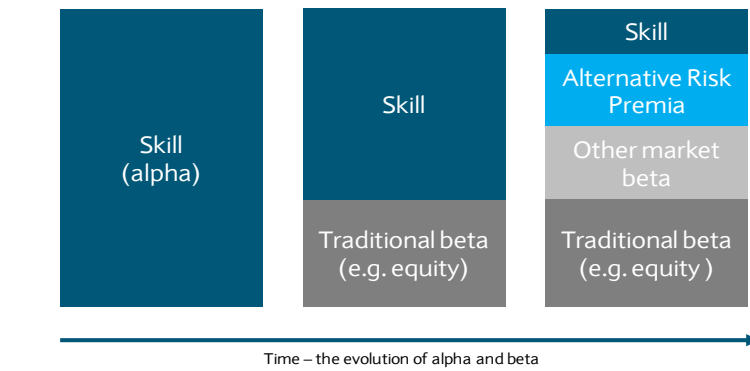 Skill
(alpha)
Skill
Traditional beta
(e.g. equity)
Skill
Alternative Risk
Premia
Other market
beta
Traditional beta
(e.g. equity )
Time – the evolution of alpha and beta